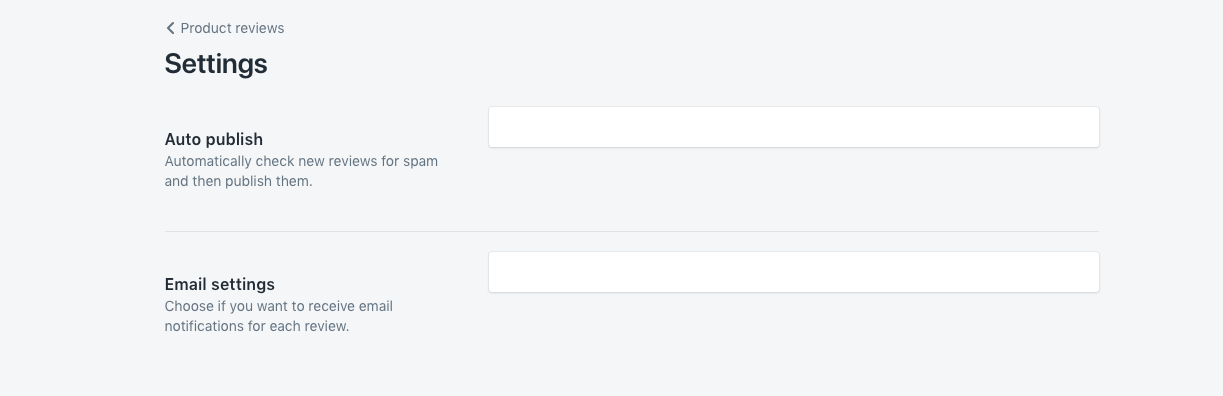 Product reviews
Settings
Auto publish
Automatically check new reviews for spam
and then publish them.
Email settings
Choose if you want to receive email
notifications for each review.